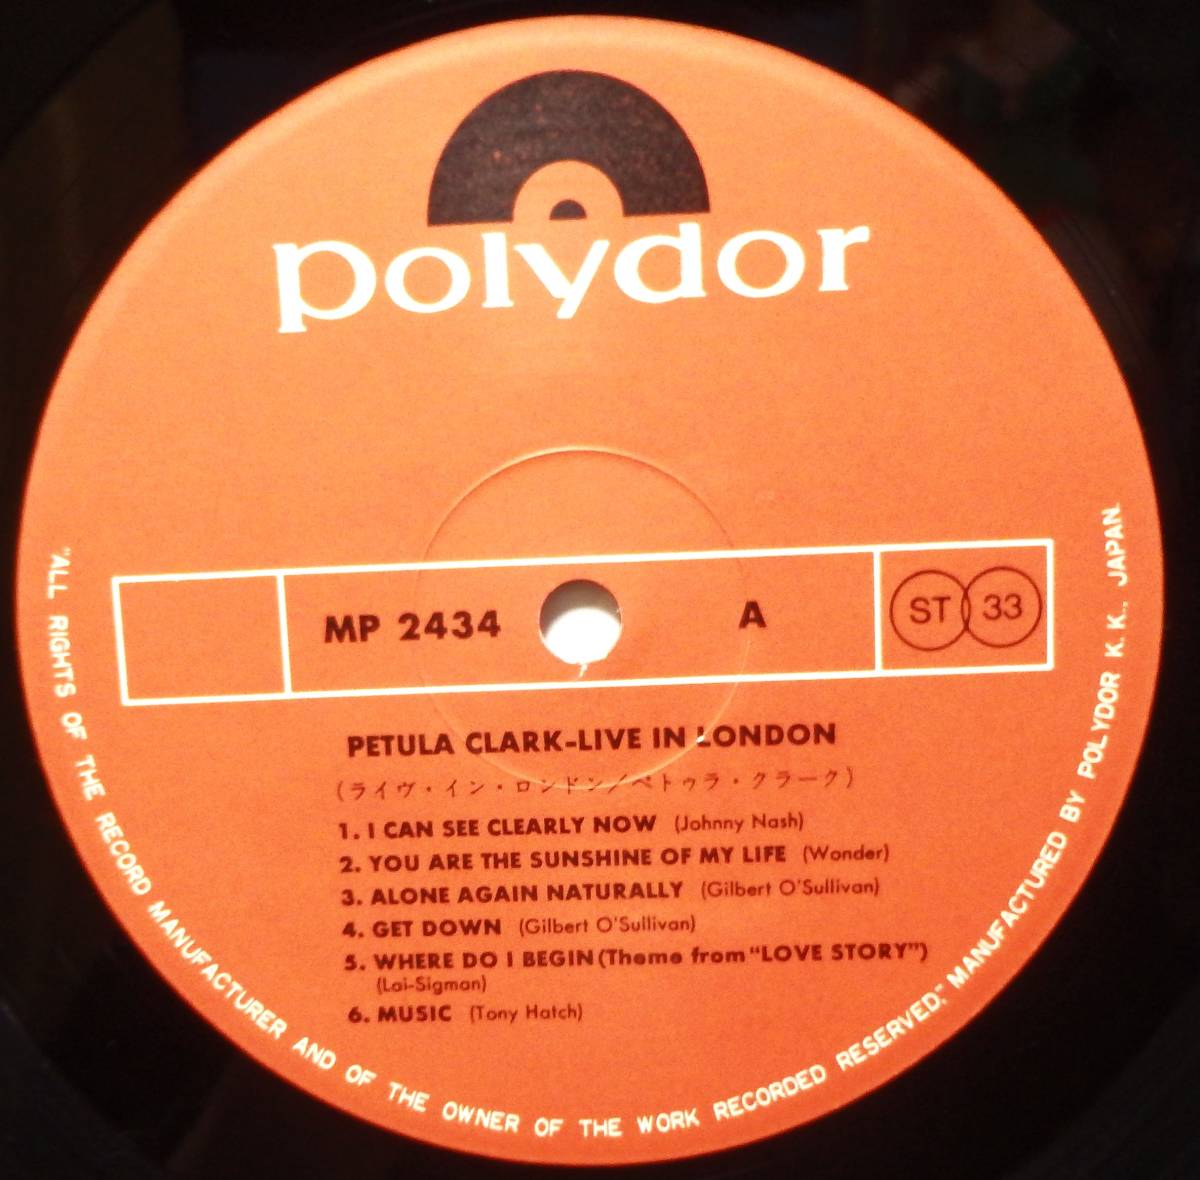 polydor
MP 2434 A ST 33
PETULA CLARK-LIVE IN LONDON
(ライヴ・イン・ロンドン/ペトゥラ・クラーク)
1. I CAN SEE CLEARLY NOW (Johnny Nash)
2. YOU ARE THE SUNSHINE OF MY LIFE (Wonder)
3. ALONE AGAIN NATURALLY (Gilbert O'Sullivan)
4. GET DOWN (Gilbert O'Sullivan)
5. WHERE DO I BEGIN (Theme from "LOVE STORY")
(Lai-Sigman)
6. MUSIC (Tony Hatch)
"ALL RIGHTS OF THE RECORD MANUFACTURER AND OF THE OWNER OF THE WORK RECORDED RESERVED." MANUFACTURED BY POLYDOR K. K., JAPAN.